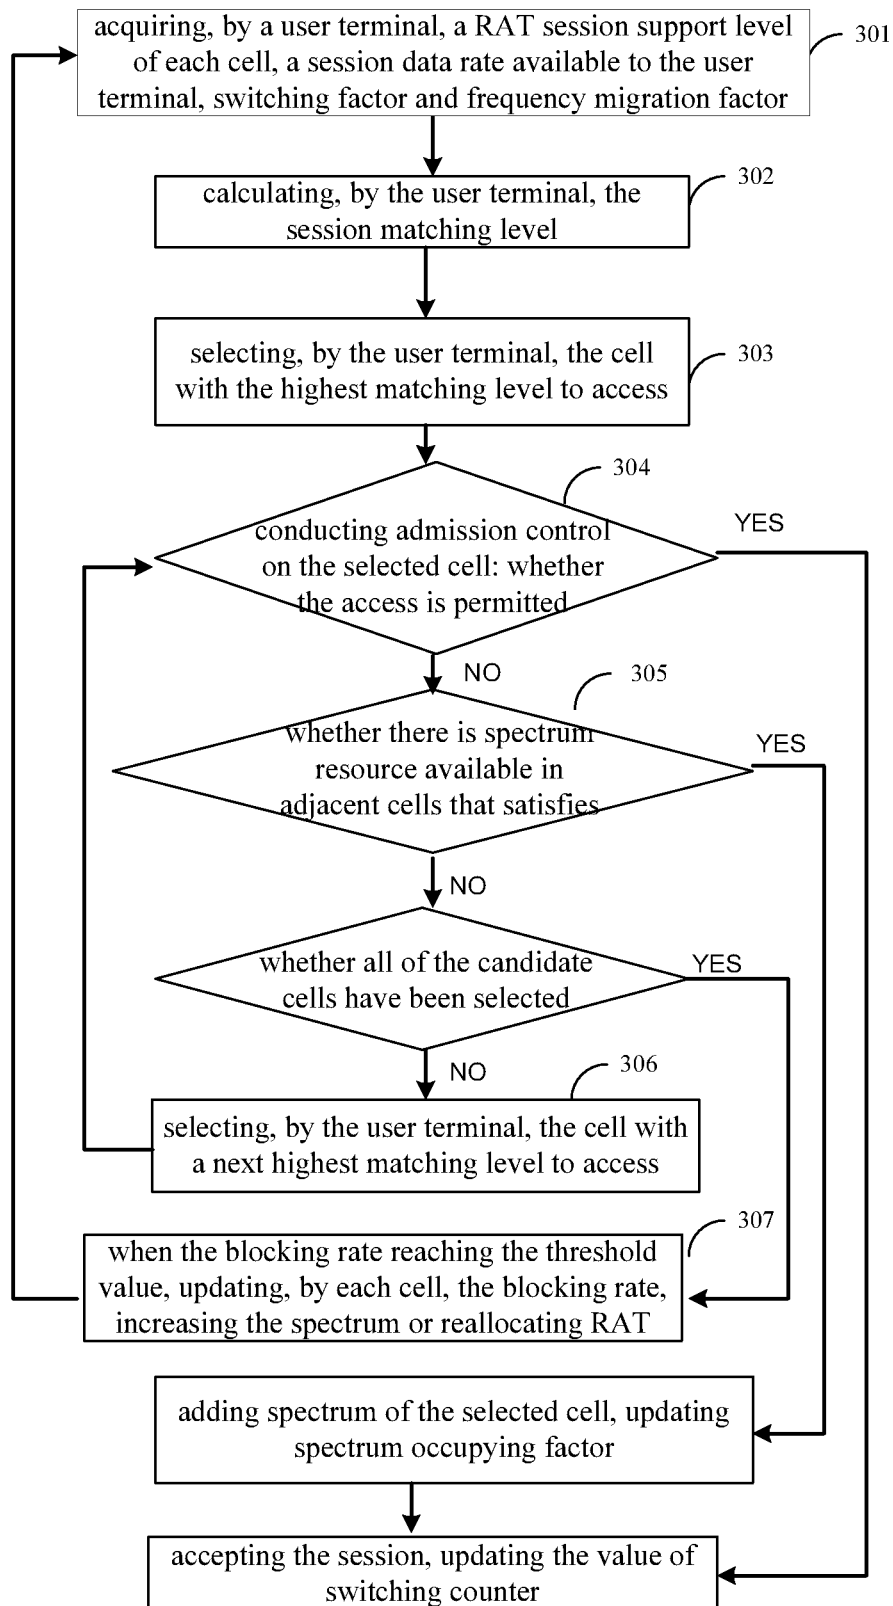 acquiring, by a user terminal, a RAT session support level
of each cell, a session data rate available to the user
terminal, switching factor and frequency migration factor
301
calculating, by the user terminal, the
session matching level
302
selecting, by the user terminal, the cell
with the highest matching level to access
303
304
conducting admission control
on the selected cell: whether
the access is permitted
YES
NO
305
whether there is spectrum
resource available in
adjacent cells that satisfies
YES
NO
whether all of the candidate
cells have been selected
YES
NO
306
selecting, by the user terminal, the cell with
a next highest matching level to access
307
when the blocking rate reaching the threshold
value, updating, by each cell, the blocking rate,
increasing the spectrum or reallocating RAT
adding spectrum of the selected cell, updating
spectrum occupying factor
accepting the session, updating the value of
switching counter